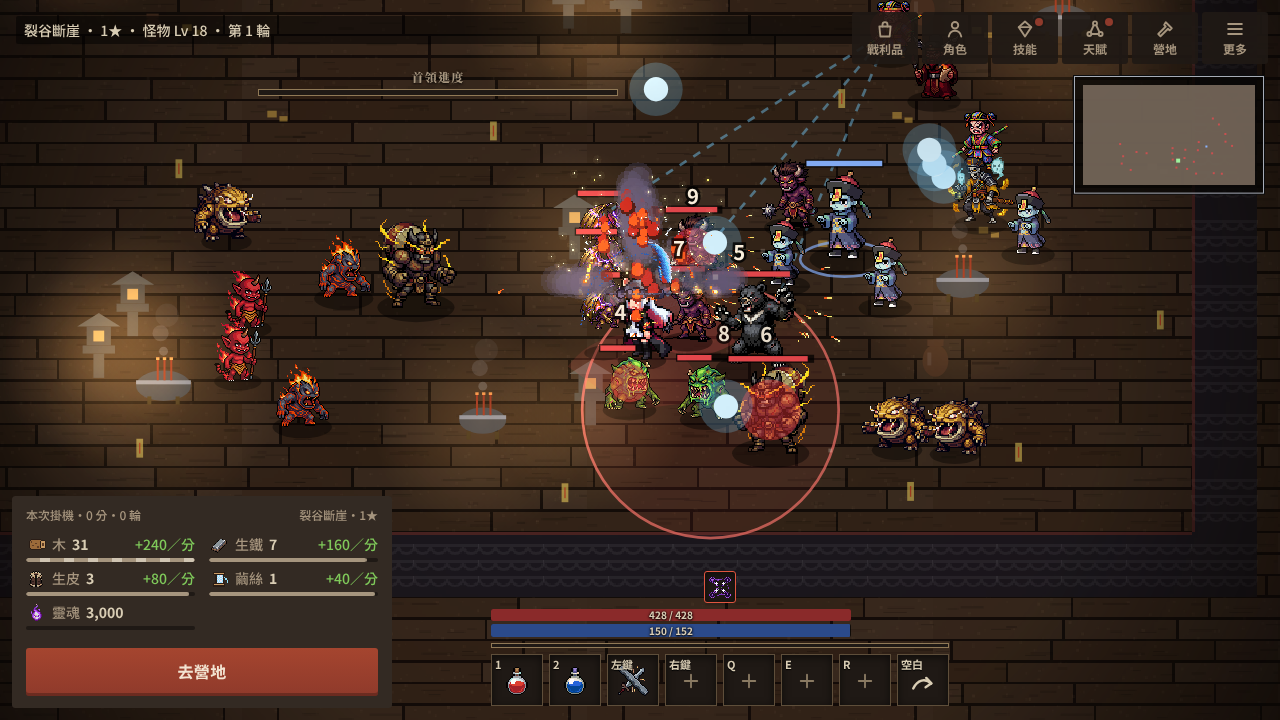 裂谷斷崖・1★・怪物 Lv 18・第 1 輪
戰利品
角色
技能
天賦
營地
更多
首領進度
9
7
5
4
8
6
本次掛機・0 分・0 輪
裂谷斷崖・1★
木 31 +240／分
生鐵 7 +160／分
生皮 3 +80／分
繭絲 1 +40／分
靈魂 3,000
去營地
428 / 428
150 / 152
1
2
左鍵
右鍵
Q
E
R
空白